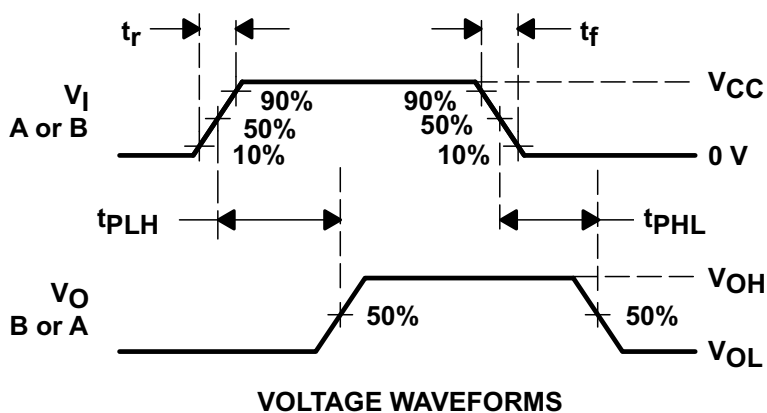 tr
tf
VI
A or B
90%
50%
10%
90%
50%
10%
VCC
0 V
tPLH
tPHL
VO
B or A
50%
50%
VOH
VOL
VOLTAGE WAVEFORMS